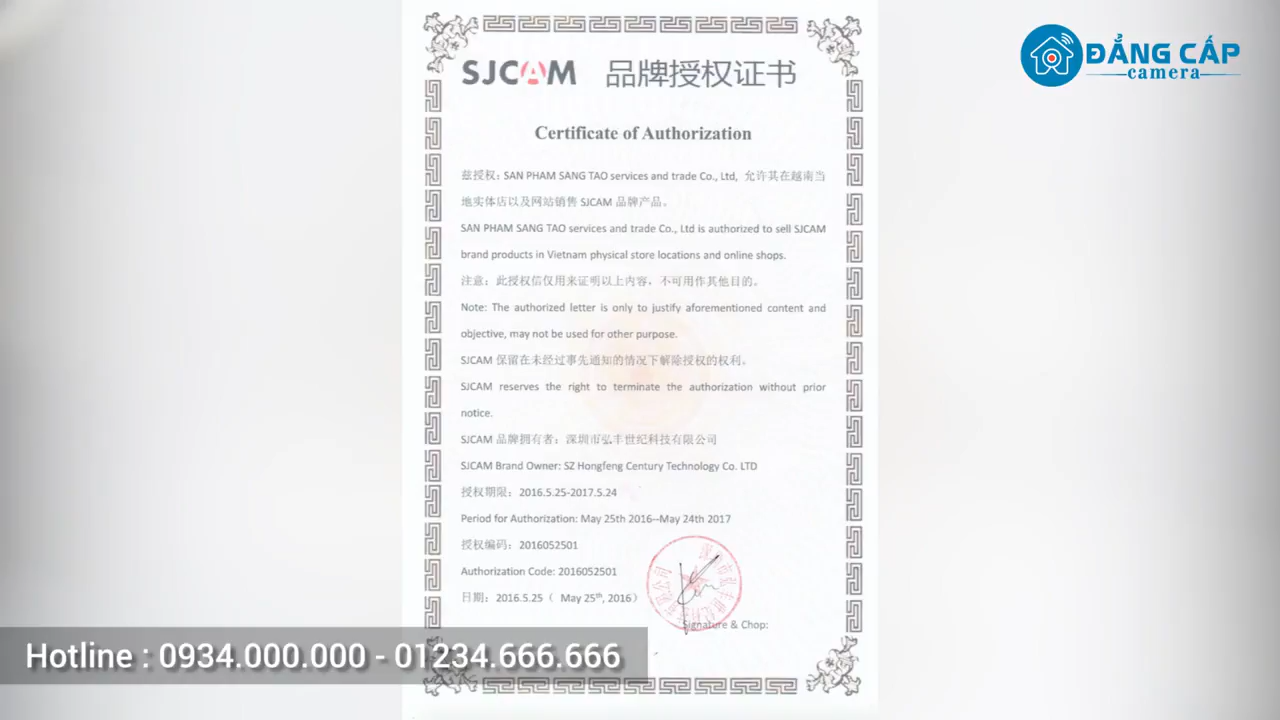 ĐẲNG CẤP
camera
SJCAM 品牌授权证书
Certificate of Authorization
兹授权：SAN PHAM SANG TAO services and trade Co., Ltd, 允许其在越南当
地实体店以及网站销售 SJCAM 品牌产品。
SAN PHAM SANG TAO services and trade Co., Ltd is authorized to sell SJCAM
brand products in Vietnam physical store locations and online shops.
注意：此授权信仅用来证明以上内容，不可用作其他目的。
Note: The authorized letter is only to justify aforementioned content and
objective, may not be used for other purpose.
SJCAM 保留在未经过事先通知的情况下解除授权的权利。
SJCAM reserves the right to terminate the authorization without prior
notice.
SJCAM 品牌拥有者：深圳市弘丰世纪科技有限公司
SJCAM Brand Owner: SZ Hongfeng Century Technology Co. LTD
授权期限：2016.5.25-2017.5.24
Period for Authorization: May 25th 2016--May 24th 2017
授权编码：2016052501
Authorization Code: 2016052501
日期：2016.5.25（ May 25th, 2016）
Signature & Chop:
Hotline : 0934.000.000 - 01234.666.666